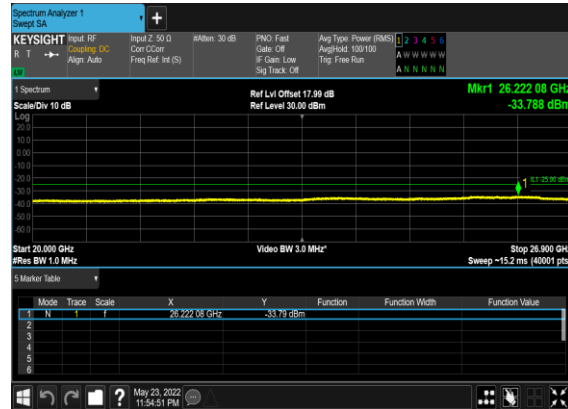 Spectrum Analyzer 1
Swept SA
+
KEYSIGHT Input: RF Input Z: 50 Ω #Atten: 30 dB PNO: Fast Avg Type: Power (RMS) 1 2 3 4 5 6
R T Coupling: DC Corr CCorr Gate: Off Avg|Hold: 100/100 A W W W W W
Align: Auto Freq Ref: Int (S) IF Gain: Low Trig: Free Run
LW Sig Track: Off A N N N N N
1 Spectrum Ref Lvl Offset 17.99 dB Mkr1 26.222 08 GHz
Scale/Div 10 dB Ref Level 30.00 dBm -33.788 dBm
Log
20.0
10.0
0.00
-10.0
-20.0
1 DL1 -25.00 dBm
-30.0
-40.0
-50.0
-60.0
Start 20.000 GHz Video BW 3.0 MHz* Stop 26.900 GHz
#Res BW 1.0 MHz Sweep ~15.2 ms (40001 pts)
5 Marker Table
Mode Trace Scale X Y Function Function Width Function Value
1 N 1 f 26.222 08 GHz -33.79 dBm
2
3
4
5
6
? May 23, 2022
11:54:51 PM